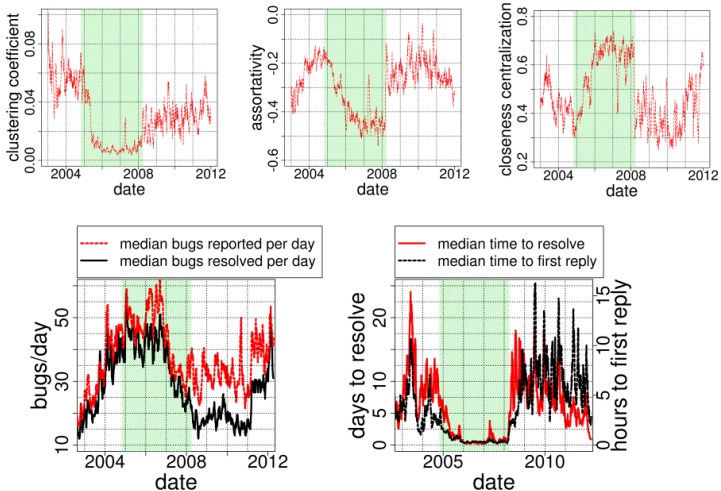 clustering coefficient
0.00 0.04 0.08
2004 2008 2012
date
assortativity
-0.6 -0.4 -0.2 0.0
2004 2008 2012
date
closeness centralization
0.2 0.4 0.6 0.8
2004 2008 2012
date
median bugs reported per day
median bugs resolved per day
bugs/day
10 30 50
2004 2008 2012
date
median time to resolve
median time to first reply
days to resolve
0 5 10 20
0 5 10 15
hours to first reply
2005 2010
date